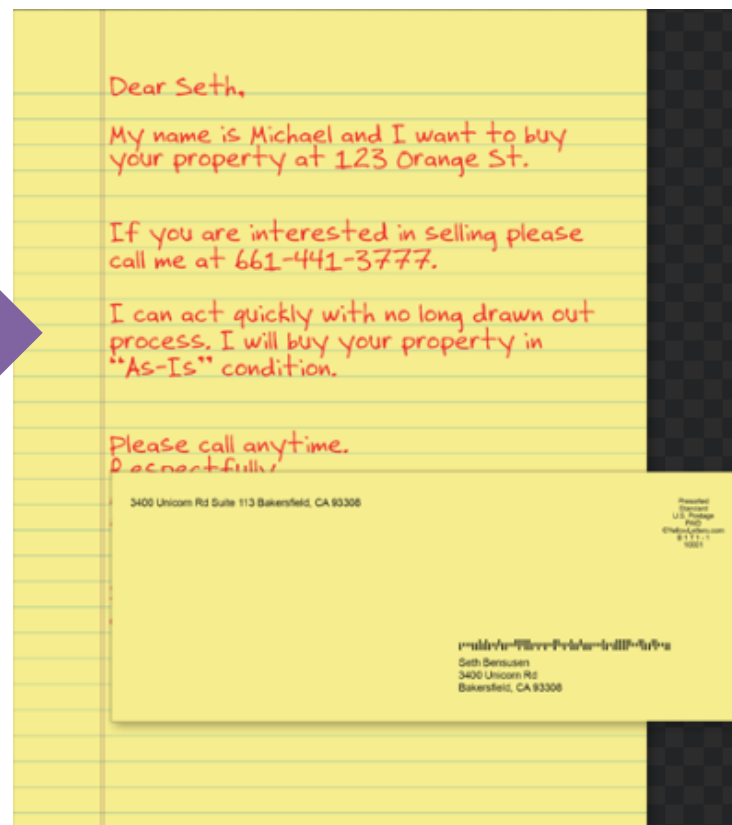 Dear Seth,
My name is Michael and I want to buy
your property at 123 Orange St.
If you are interested in selling please
call me at 661-441-3777.
I can act quickly with no long drawn out
process. I will buy your property in
“As-Is” condition.
Please call anytime.
Respectfully
3400 Unicorn Rd Suite 113 Bakersfield, CA 93308
Presorted
Standard
U.S. Postage
PAID
©YellowLetters.com
Seth Bensusen
3400 Unicorn Rd
Bakersfield, CA 93308